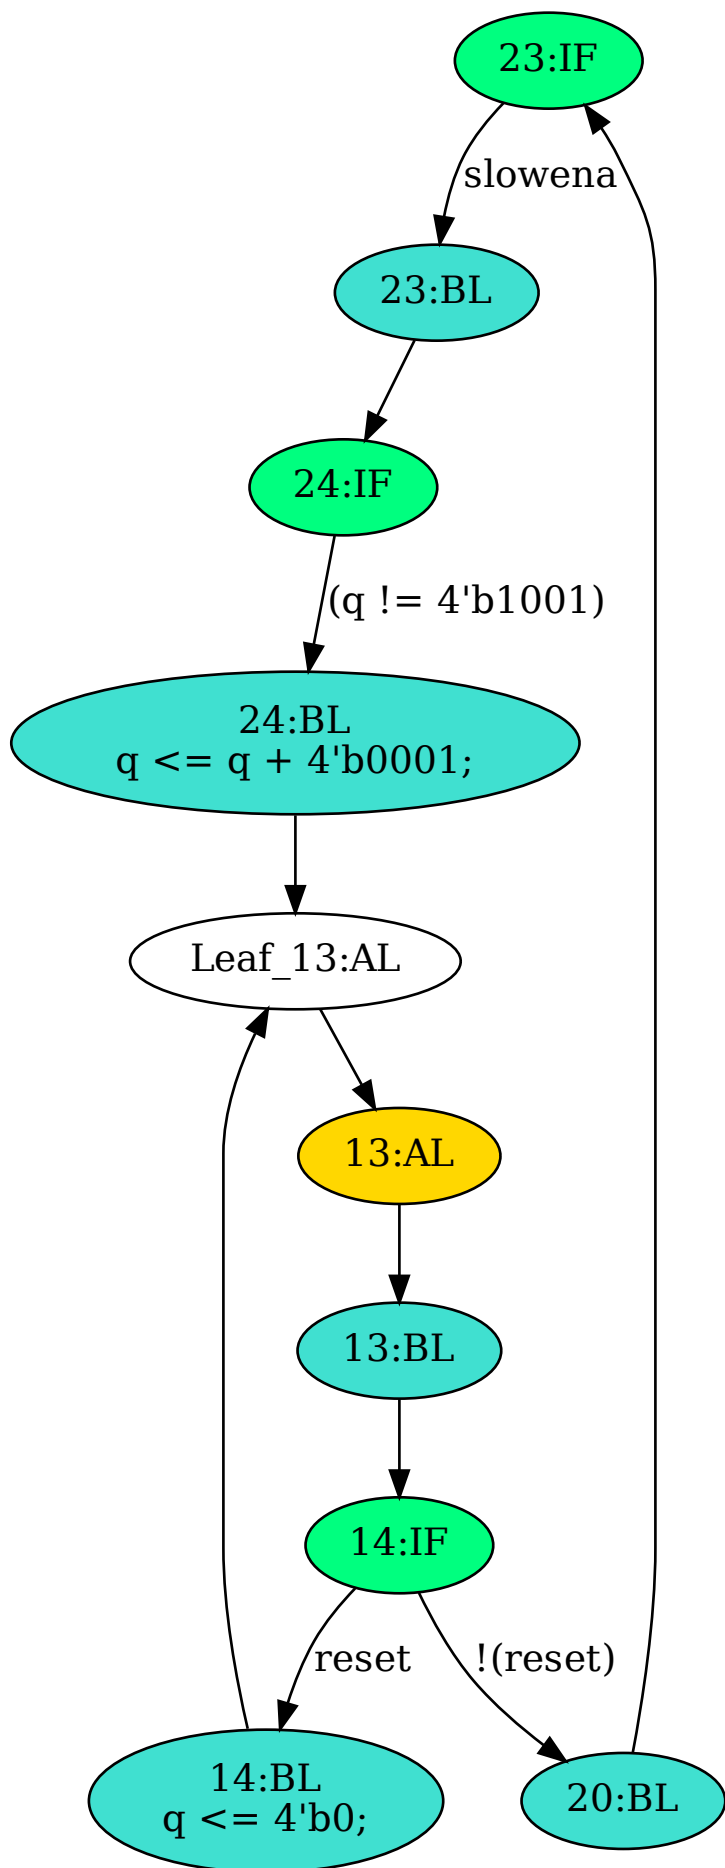 23:IF
slowena
23:BL
24:IF
(q != 4'b1001)
24:BL
q <= q + 4'b0001;
Leaf_13:AL
13:AL
13:BL
14:IF
reset
!(reset)
14:BL
q <= 4'b0;
20:BL